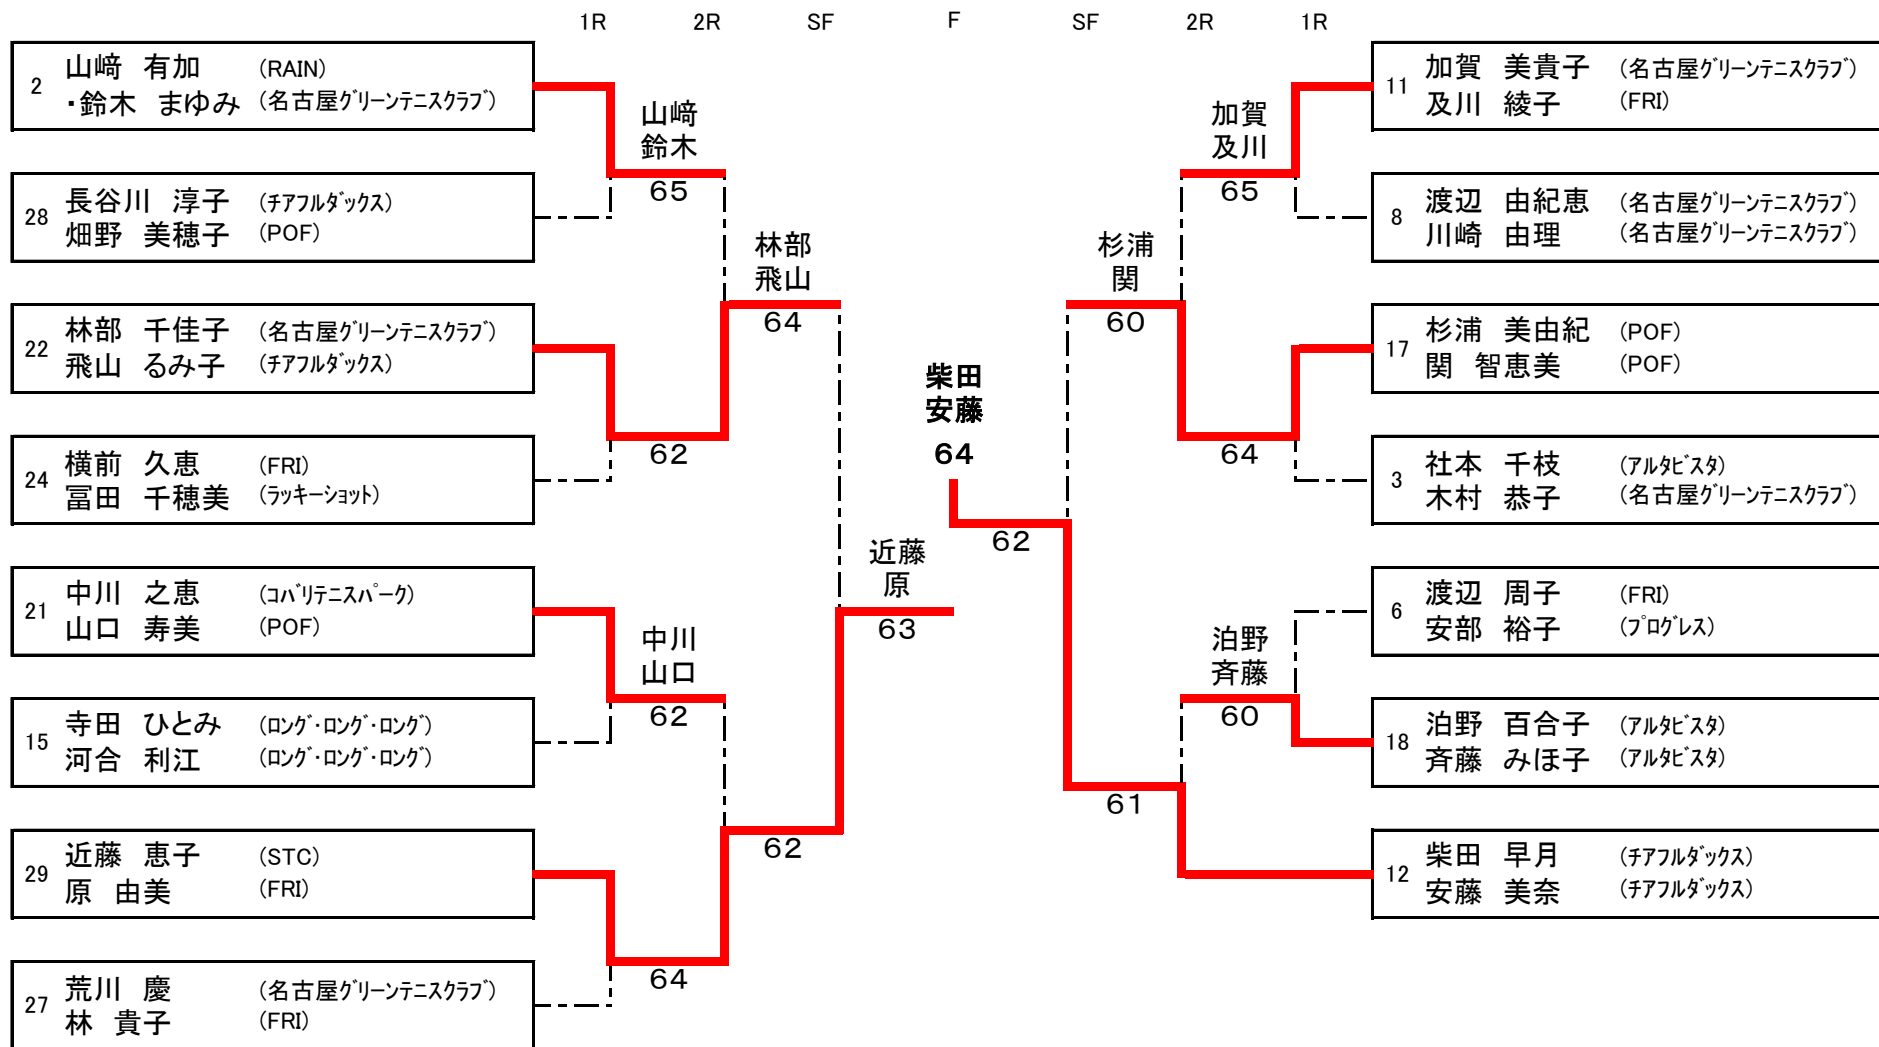 1R 2R SF F SF 2R 1R
2 山﨑 有加 (RAIN)
・鈴木 まゆみ (名古屋グリーンテニスクラブ)
28 長谷川 淳子 (チアフルダックス)
畑野 美穂子 (POF)
22 林部 千佳子 (名古屋グリーンテニスクラブ)
飛山 るみ子 (チアフルダックス)
24 横前 久恵 (FRI)
冨田 千穂美 (ラッキーショット)
21 中川 之恵 (コバリテニスパーク)
山口 寿美 (POF)
15 寺田 ひとみ (ロング・ロング・ロング)
河合 利江 (ロング・ロング・ロング)
29 近藤 恵子 (STC)
原 由美 (FRI)
27 荒川 慶 (名古屋グリーンテニスクラブ)
林 貴子 (FRI)
山﨑
鈴木
65
62
中川
山口
62
64
林部
飛山
64
62
近藤
原
63
柴田
安藤
64
62
杉浦
関
60
61
加賀
及川
65
64
泊野
斉藤
60
11 加賀 美貴子 (名古屋グリーンテニスクラブ)
及川 綾子 (FRI)
8 渡辺 由紀恵 (名古屋グリーンテニスクラブ)
川崎 由理 (名古屋グリーンテニスクラブ)
17 杉浦 美由紀 (POF)
関 智恵美 (POF)
3 社本 千枝 (アルタビスタ)
木村 恭子 (名古屋グリーンテニスクラブ)
6 渡辺 周子 (FRI)
安部 裕子 (プログレス)
18 泊野 百合子 (アルタビスタ)
斉藤 みほ子 (アルタビスタ)
12 柴田 早月 (チアフルダックス)
安藤 美奈 (チアフルダックス)